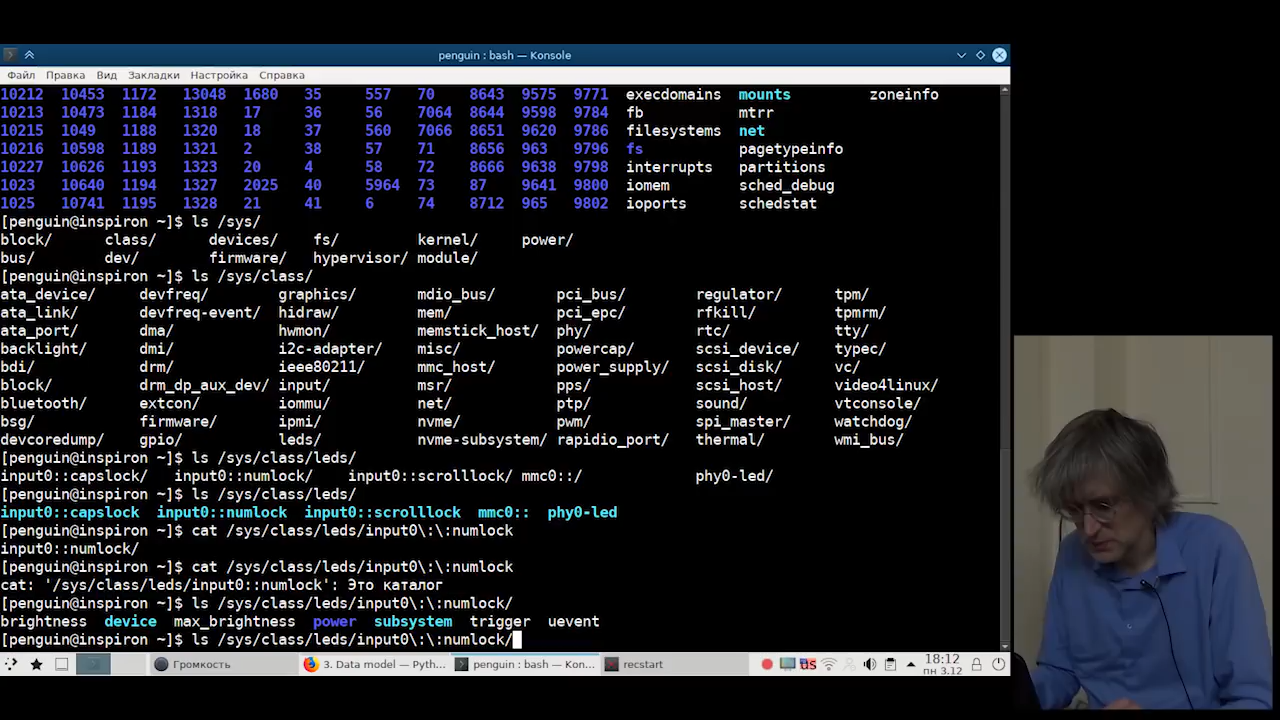 penguin : bash — Konsole
Файл Правка Вид Закладки Настройка Справка
10212 10453 1172 13048 1680 35 557 70 8643 9575 9771 execdomains mounts zoneinfo
10213 10473 1184 1318 17 36 56 7064 8644 9598 9784 fb mtrr
10215 1049 1188 1320 18 37 560 7066 8651 9620 9786 filesystems net
10216 10598 1189 1321 2 38 57 71 8656 963 9796 fs pagetypeinfo
10227 10626 1193 1323 20 4 58 72 8666 9638 9798 interrupts partitions
1023 10640 1194 1327 2025 40 5964 73 87 9641 9800 iomem sched_debug
1025 10741 1195 1328 21 41 6 74 8712 965 9802 ioports schedstat
[penguin@inspiron ~]$ ls /sys/
block/ class/ devices/ fs/ kernel/ power/
bus/ dev/ firmware/ hypervisor/ module/
[penguin@inspiron ~]$ ls /sys/class/
ata_device/ devfreq/ graphics/ mdio_bus/ pci_bus/ regulator/ tpm/
ata_link/ devfreq-event/ hidraw/ mem/ pci_epc/ rfkill/ tpmrm/
ata_port/ dma/ hwmon/ memstick_host/ phy/ rtc/ tty/
backlight/ dmi/ i2c-adapter/ misc/ powercap/ scsi_device/ typec/
bdi/ drm/ ieee80211/ mmc_host/ power_supply/ scsi_disk/ vc/
block/ drm_dp_aux_dev/ input/ msr/ pps/ scsi_host/ video4linux/
bluetooth/ extcon/ iommu/ net/ ptp/ sound/ vtconsole/
bsg/ firmware/ ipmi/ nvme/ pwm/ spi_master/ watchdog/
devcoredump/ gpio/ leds/ nvme-subsystem/ rapidio_port/ thermal/ wmi_bus/
[penguin@inspiron ~]$ ls /sys/class/leds/
input0::capslock/ input0::numlock/ input0::scrolllock/ mmc0::/ phy0-led/
[penguin@inspiron ~]$ ls /sys/class/leds/
input0::capslock input0::numlock input0::scrolllock mmc0:: phy0-led
[penguin@inspiron ~]$ cat /sys/class/leds/input0\:\:numlock
input0::numlock/
[penguin@inspiron ~]$ cat /sys/class/leds/input0\:\:numlock
cat: '/sys/class/leds/input0::numlock': Это каталог
[penguin@inspiron ~]$ ls /sys/class/leds/input0\:\:numlock/
brightness device max_brightness power subsystem trigger uevent
[penguin@inspiron ~]$ ls /sys/class/leds/input0\:\:numlock/
Громкость 3. Data model — Pyth... penguin : bash — Kon... recstart us 18:12
пн 3.12